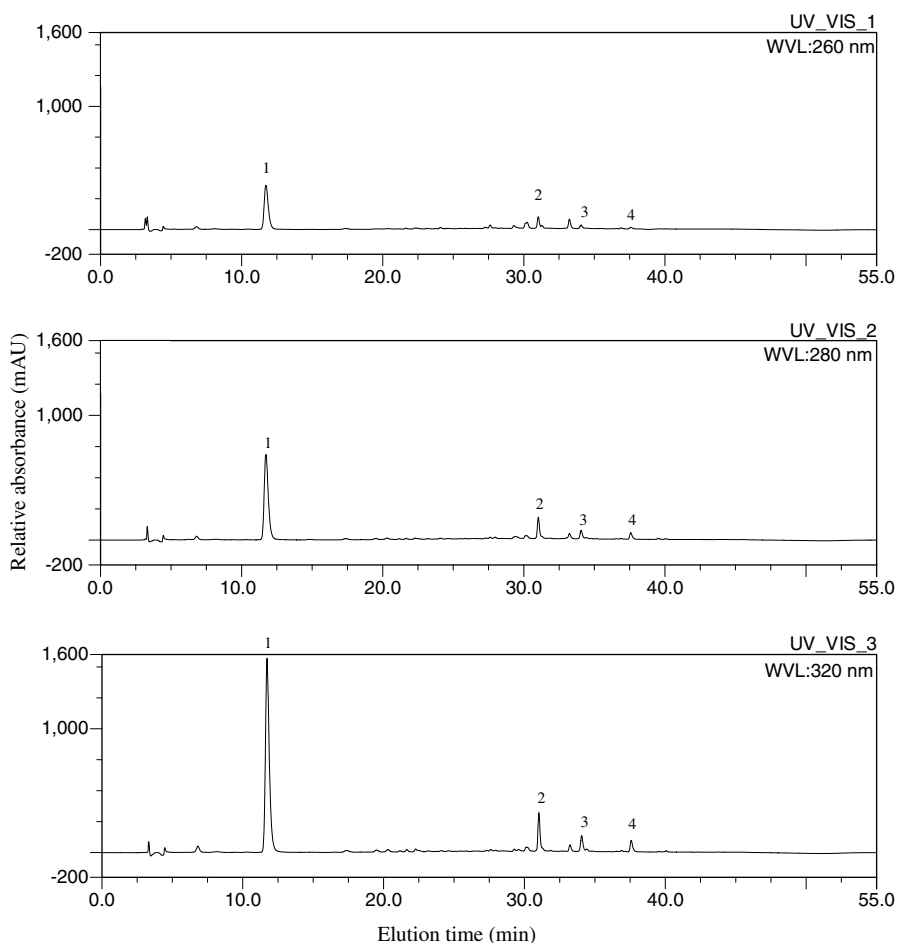 UV_VIS_1
WVL:260 nm
1,600
1,000
-200
1
2
3
4
0.0 10.0 20.0 30.0 40.0 55.0
UV_VIS_2
WVL:280 nm
1,600
1,000
-200
1
2
3
4
0.0 10.0 20.0 30.0 40.0 55.0
Relative absorbance (mAU)
UV_VIS_3
WVL:320 nm
1,600
1,000
-200
1
2
3
4
0.0 10.0 20.0 30.0 40.0 55.0
Elution time (min)